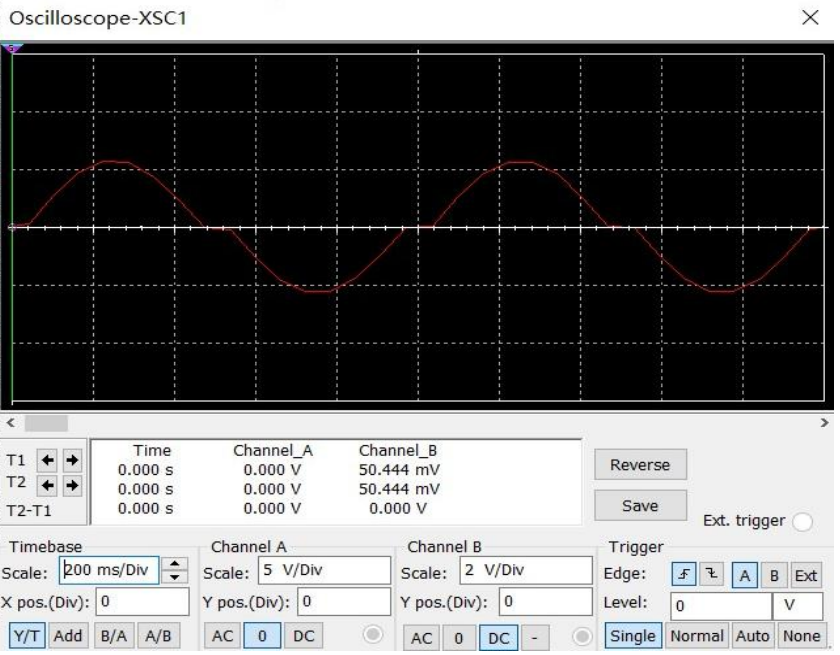 Oscilloscope-XSC1
Time Channel_A Channel_B
T1 0.000 s 0.000 V 50.444 mV
T2 0.000 s 0.000 V 50.444 mV
T2-T1 0.000 s 0.000 V 0.000 V
Reverse
Save
Ext. trigger
Timebase Channel A Channel B Trigger
Scale: 200 ms/Div Scale: 5 V/Div Scale: 2 V/Div Edge: A B Ext
X pos.(Div): 0 Y pos.(Div): 0 Y pos.(Div): 0 Level: 0 V
Y/T Add B/A A/B AC 0 DC AC 0 DC - Single Normal Auto None